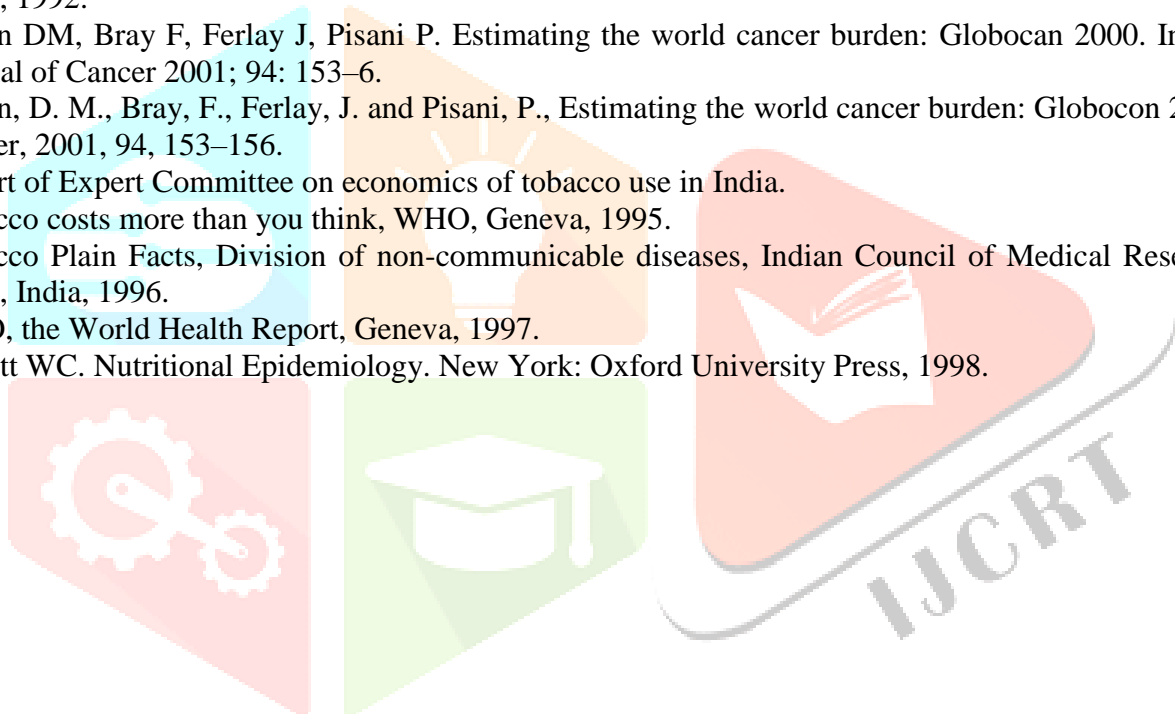 , 1992.
n DM, Bray F, Ferlay J, Pisani P. Estimating the world cancer burden: Globocan 2000. In
al of Cancer 2001; 94: 153–6.
n, D. M., Bray, F., Ferlay, J. and Pisani, P., Estimating the world cancer burden: Globocon 2
er, 2001, 94, 153–156.
rt of Expert Committee on economics of tobacco use in India.
cco costs more than you think, WHO, Geneva, 1995.
cco Plain Facts, Division of non-communicable diseases, Indian Council of Medical Rese
, India, 1996.
, the World Health Report, Geneva, 1997.
tt WC. Nutritional Epidemiology. New York: Oxford University Press, 1998.
IJCRT